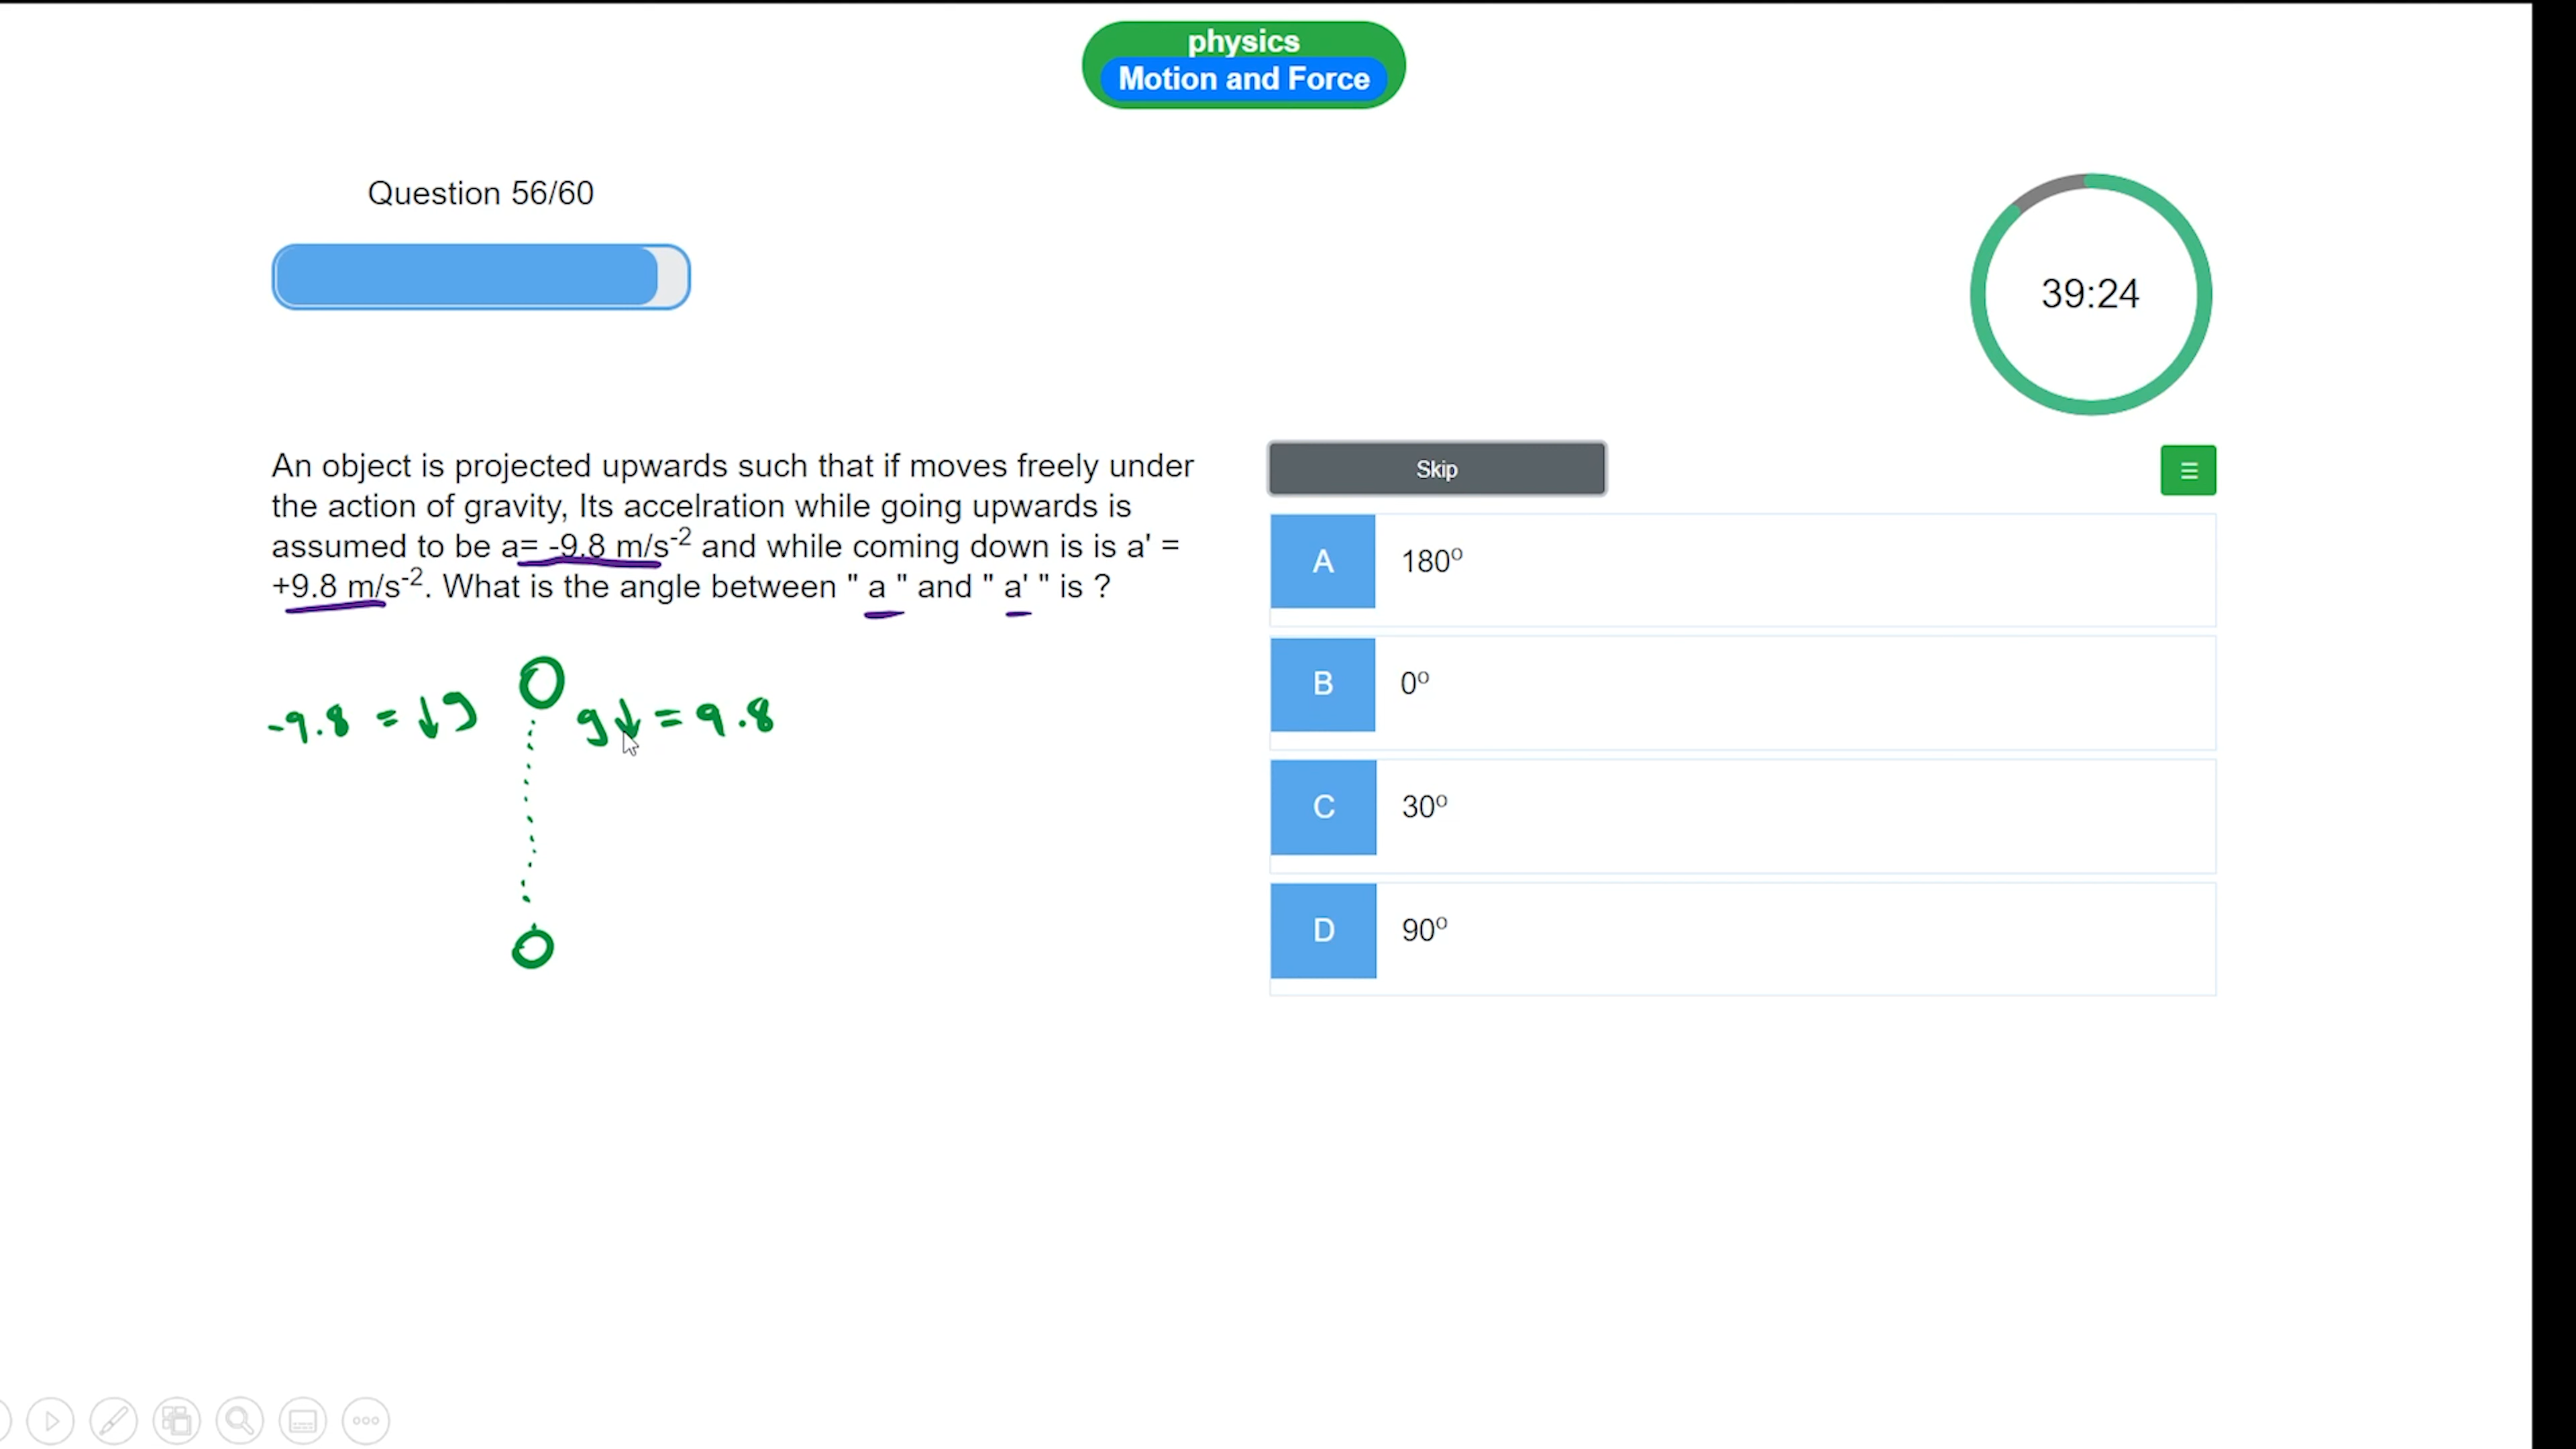 physics
Motion and Force
Question 56/60
39:24
An object is projected upwards such that if moves freely under
the action of gravity, Its accelration while going upwards is
assumed to be a= -9.8 m/s-2 and while coming down is is a' =
+9.8 m/s-2. What is the angle between " a " and " a' " is ?
-9.8 = ↓g
g↓ = 9.8
Skip
A 180º
B 0º
C 30º
D 90º